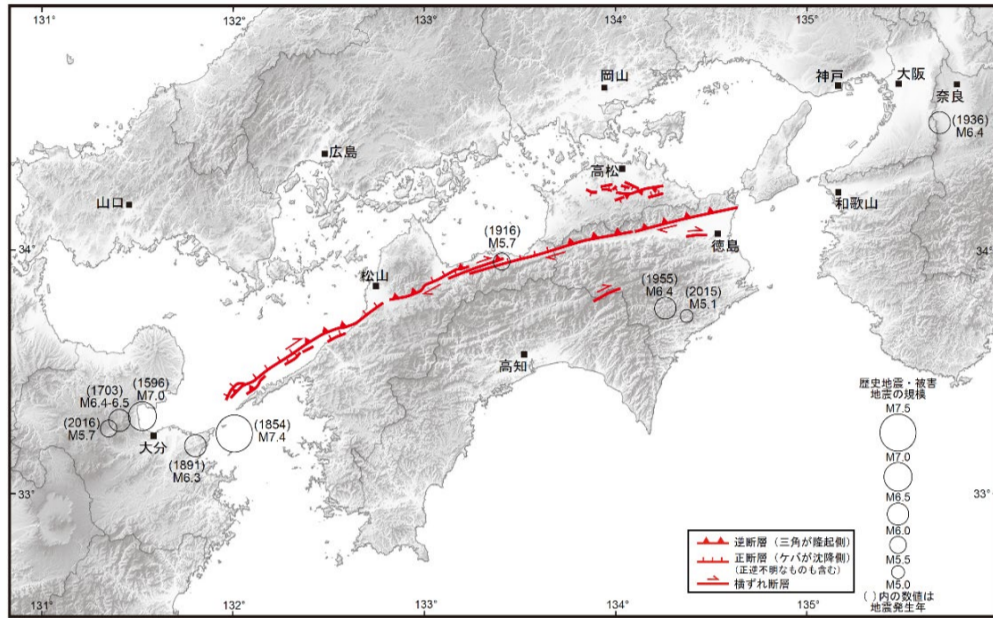 131° 132° 133° 134° 135°
岡山
神戸
大阪
奈良
(1936)
M6.4
広島
高松
山口
和歌山
34° 34°
(1916)
M5.7
徳島
松山
(1955)
M6.4
(2015)
M5.1
高知
(1703)
M6.4-6.5
(1596)
M7.0
(2016)
M5.7
大分
(1854)
M7.4
(1891)
M6.3
33° 33°
歴史地震・被害
地震の規模
M7.5
M7.0
M6.5
M6.0
M5.5
M5.0
( )内の数値は
地震発生年
逆断層（三角が隆起側）
正断層（ケバが沈降側）
(正逆不明なものも含む)
横ずれ断層
131° 132° 133° 134° 135°